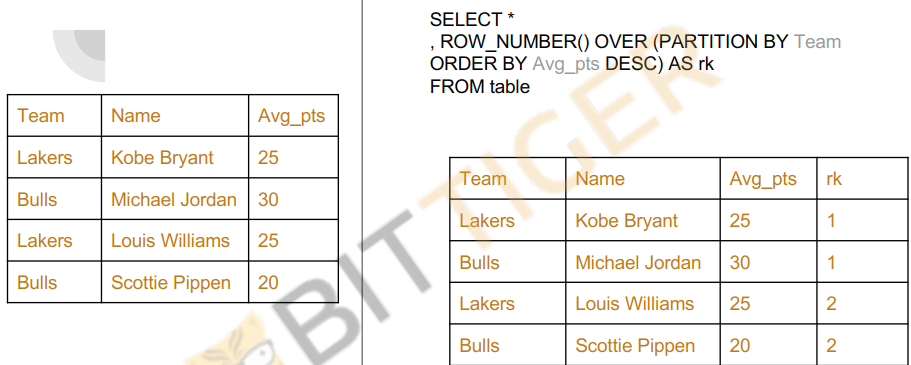 Team Name Avg_pts
Lakers Kobe Bryant 25
Bulls Michael Jordan 30
Lakers Louis Williams 25
Bulls Scottie Pippen 20
SELECT *
, ROW_NUMBER() OVER (PARTITION BY Team
ORDER BY Avg_pts DESC) AS rk
FROM table
Team Name Avg_pts rk
Lakers Kobe Bryant 25 1
Bulls Michael Jordan 30 1
Lakers Louis Williams 25 2
Bulls Scottie Pippen 20 2
BITTIGER